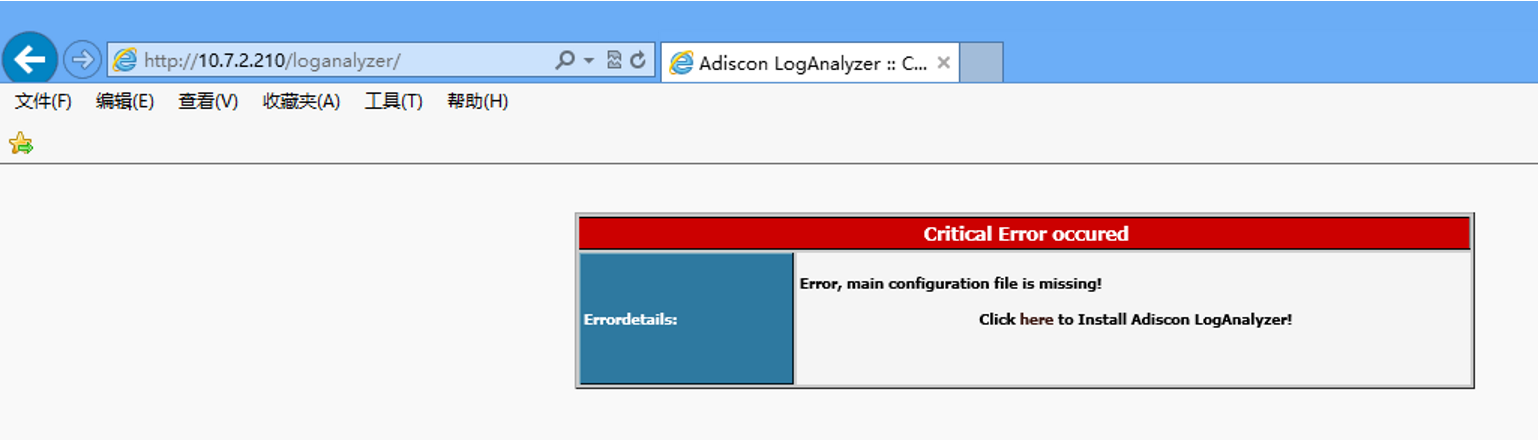 http://10.7.2.210/loganalyzer/
Adiscon LogAnalyzer :: C...
文件(F) 编辑(E) 查看(V) 收藏夹(A) 工具(T) 帮助(H)
Critical Error occured
Error, main configuration file is missing!
Errordetails:
Click here to Install Adiscon LogAnalyzer!